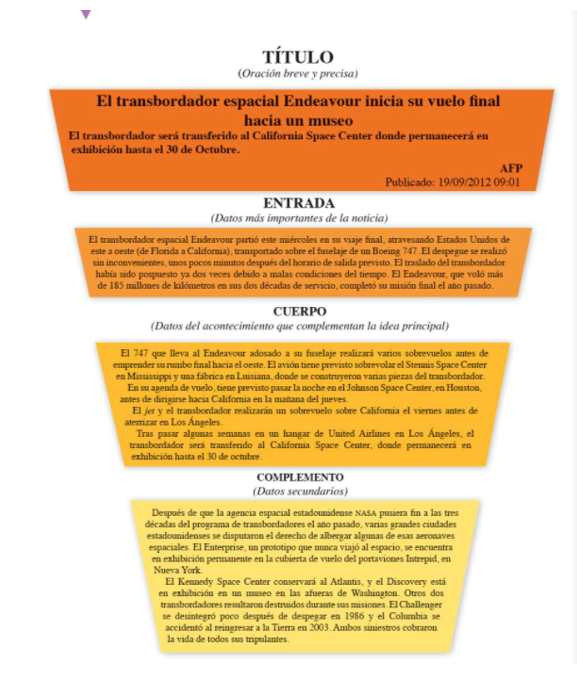 TÍTULO
(Oración breve y precisa)
El transbordador espacial Endeavour inicia su vuelo final
hacia un museo
El transbordador será transferido al California Space Center donde permanecerá en
exhibición hasta el 30 de Octubre.
AFP
Publicado: 19/09/2012 09:01
ENTRADA
(Datos más importantes de la noticia)
El transbordador espacial Endeavour partió este miércoles en su viaje final, atravesando Estados Unidos de
este a oeste (de Florida a California), transportado sobre el fuselaje de un Boeing 747. El despegue se realizó
sin inconvenientes, unos pocos minutos después del horario de salida previsto. El traslado del transbordador
había sido pospuesto ya dos veces debido a malas condiciones del tiempo. El Endeavour, que voló más
de 185 millones de kilómetros en sus dos décadas de servicio, completó su misión final el año pasado.
CUERPO
(Datos del acontecimiento que complementan la idea principal)
El 747 que lleva al Endeavour adosado a su fuselaje realizará varios sobrevuelos antes de
emprender su rumbo final hacia el oeste. El avión tiene previsto sobrevolar el Stennis Space Center
en Mississippi y una fábrica en Luisiana, donde se construyeron varias piezas del transbordador.
En su agenda de vuelo, tiene previsto pasar la noche en el Johnson Space Center, en Houston,
antes de dirigirse hacia California en la mañana del jueves.
El jet y el transbordador realizarán un sobrevuelo sobre California el viernes antes de
aterrizar en Los Ángeles.
Tras pasar algunas semanas en un hangar de United Airlines en Los Ángeles, el
transbordador será transferido al California Space Center, donde permanecerá en
exhibición hasta el 30 de octubre.
COMPLEMENTO
(Datos secundarios)
Después de que la agencia espacial estadounidense NASA pusiera fin a las tres
décadas del programa de transbordadores el año pasado, varias grandes ciudades
estadounidenses se disputaron el derecho de albergar algunas de esas aeronaves
espaciales. El Enterprise, un prototipo que nunca viajó al espacio, se encuentra
en exhibición permanente en la cubierta de vuelo del portaviones Intrepid, en
Nueva York.
El Kennedy Space Center conservará al Atlantis, y el Discovery está
en exhibición en un museo en las afueras de Washington. Otros dos
transbordadores resultaron destruidos durante sus misiones. El Challenger
se desintegró poco después de despegar en 1986 y el Columbia se
accidentó al reingresar a la Tierra en 2003. Ambos siniestros cobraron
la vida de todos sus tripulantes.